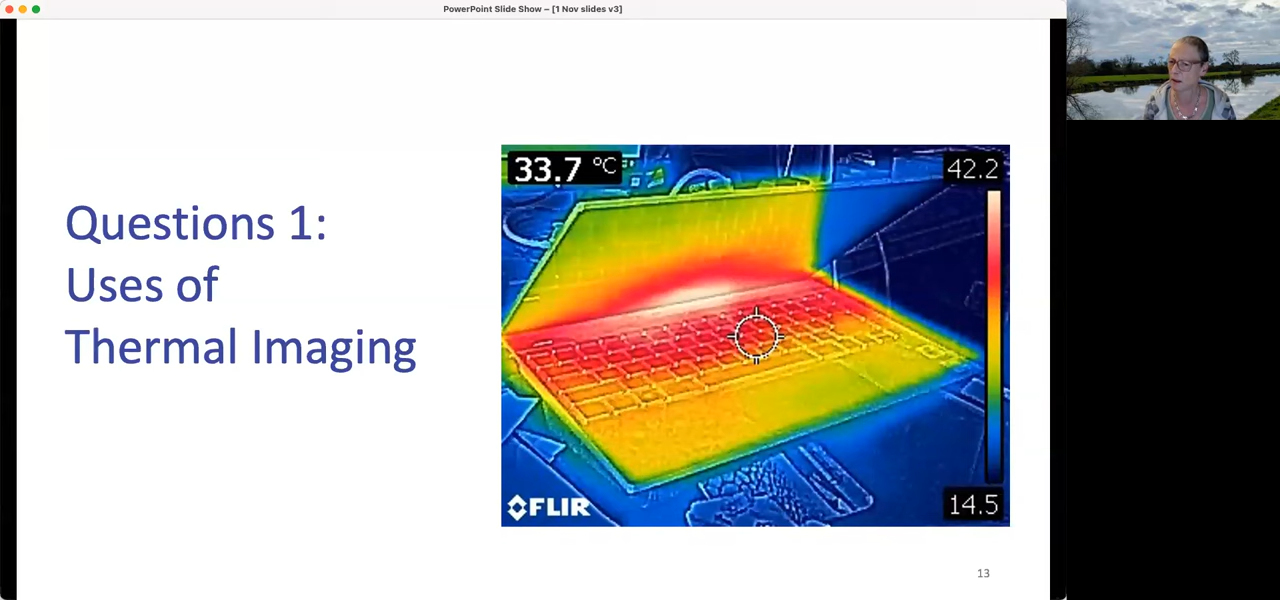 PowerPoint Slide Show – [1 Nov slides v3]
Questions 1:
Uses of
Thermal Imaging
33.7 °C
42.2
14.5
FLIR
13